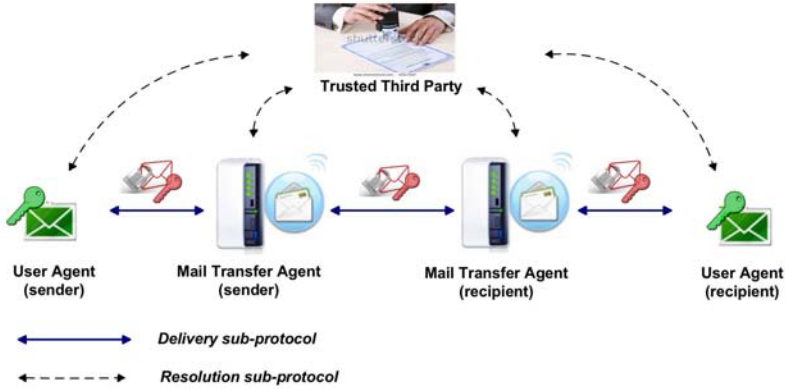 shutterst
Trusted Third Party
User Agent
(sender)
Mail Transfer Agent
(sender)
Mail Transfer Agent
(recipient)
User Agent
(recipient)
Delivery sub-protocol
Resolution sub-protocol